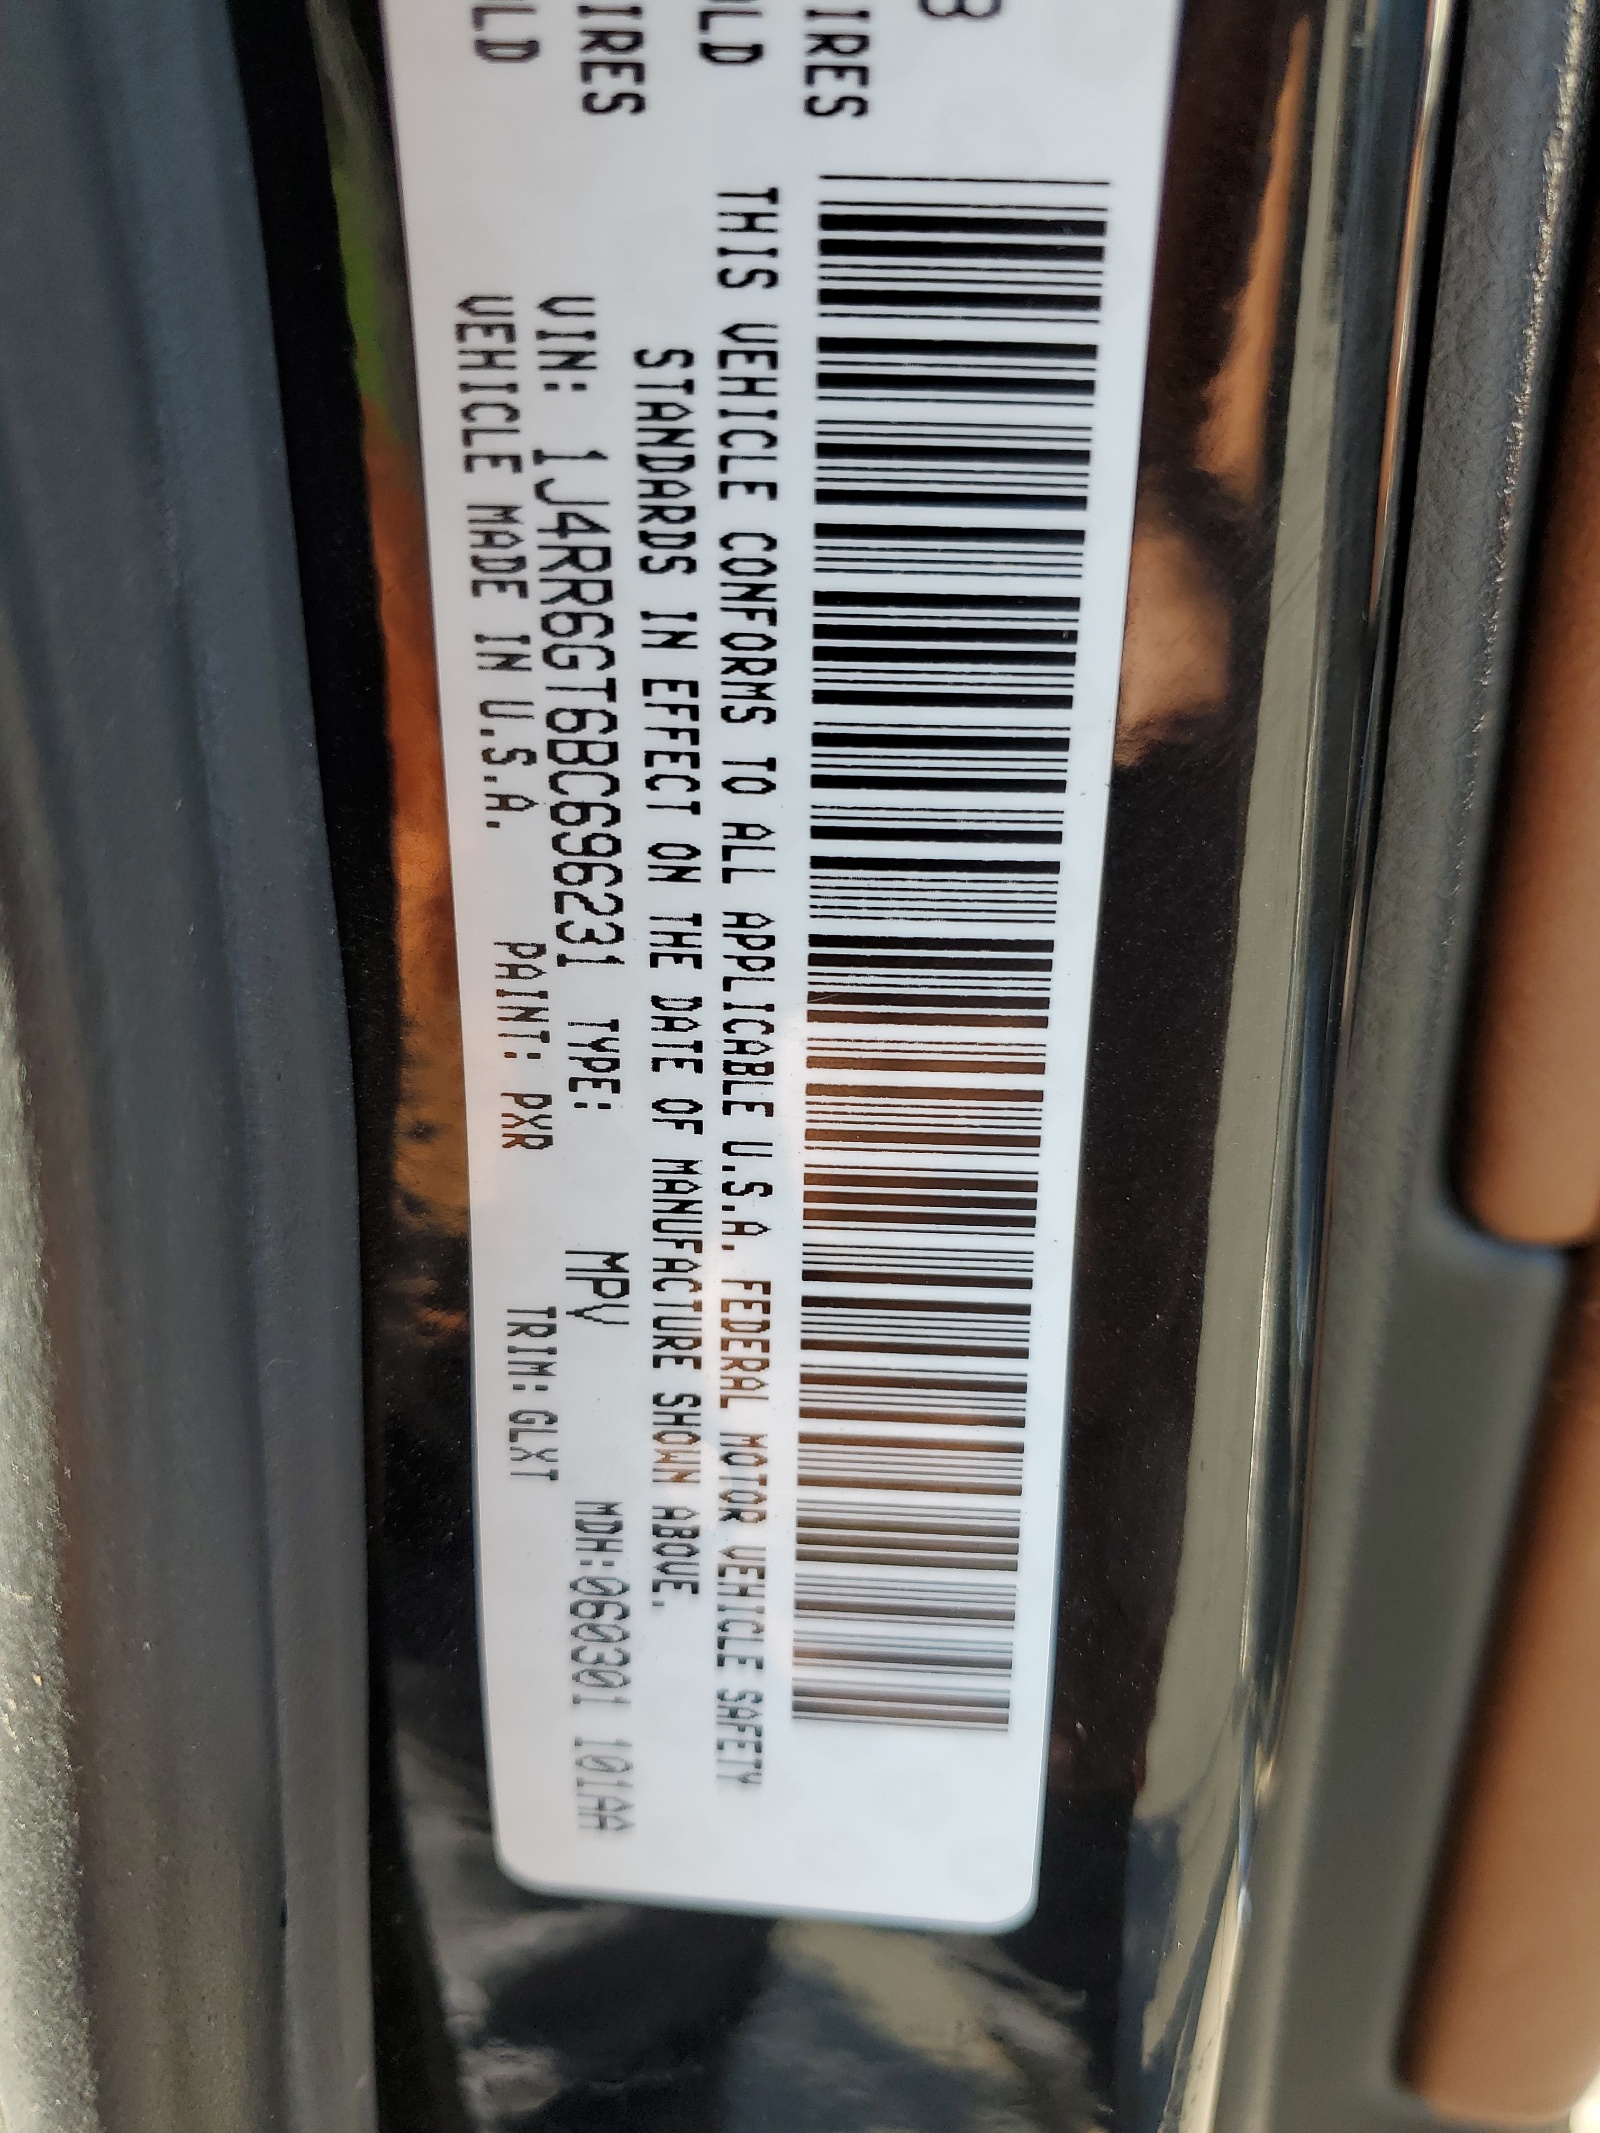 IRES
LD
IRES
LD
THIS VEHICLE CONFORMS TO ALL APPLICABLE U.S.A. FEDERAL MOTOR VEHICLE SAFETY
STANDARDS IN EFFECT ON THE DATE OF MANUFACTURE SHOWN ABOVE.
VIN: 1J4RR6GT6BC696231 TYPE: MPV MDH:060301 101AA
VEHICLE MADE IN U.S.A. PAINT: PXR TRIM:GLXT